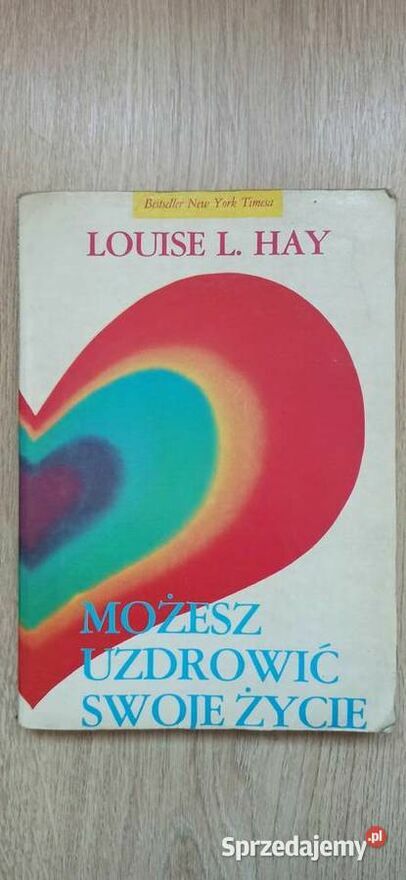 Bestseller New York Timesa
LOUISE L. HAY
MOŻESZ
UZDROWIĆ
SWOJE ŻYCIE
Sprzedajemy.pl